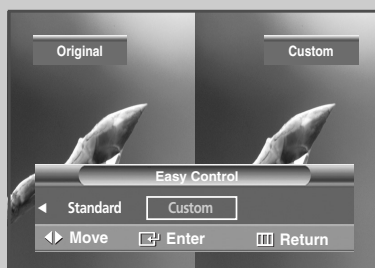 Original Custom
Easy Control
Standard Custom
Move Enter Return